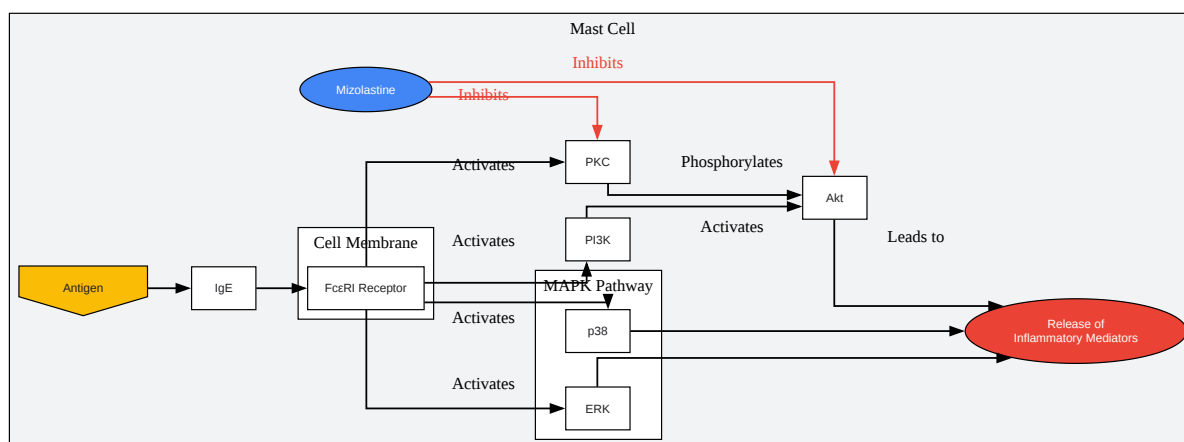 Mast Cell
Inhibits
Mizolastine
Inhibits
Activates
PKC
Phosphorylates
Akt
Activates
PI3K
Activates
Leads to
Cell Membrane
Antigen
IgE
FcεRI Receptor
MAPK Pathway
Activates
p38
Release of
Inflammatory Mediators
Activates
ERK